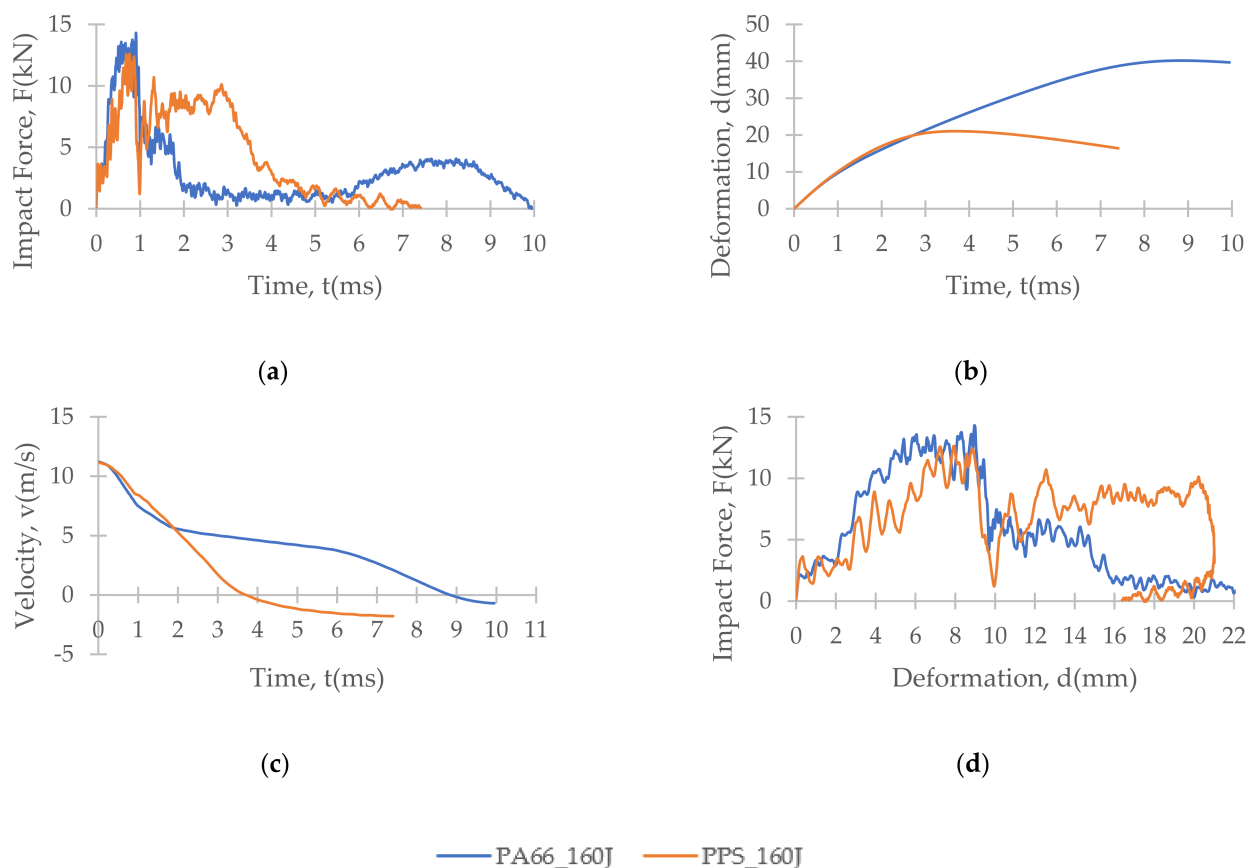 15
10
5
0
0 1 2 3 4 5 6 7 8 9 10
Impact Force, F(kN)
Time, t(ms)
(a)
50
40
30
20
10
0
0 1 2 3 4 5 6 7 8 9 10
Deformation, d(mm)
Time, t(ms)
(b)
15
10
5
0
-5
0 1 2 3 4 5 6 7 8 9 10 11
Velocity, v(m/s)
Time, t(ms)
(c)
15
10
5
0
0 2 4 6 8 10 12 14 16 18 20 22
Impact Force, F(kN)
Deformation, d(mm)
(d)
PA66_160J PPS_160J